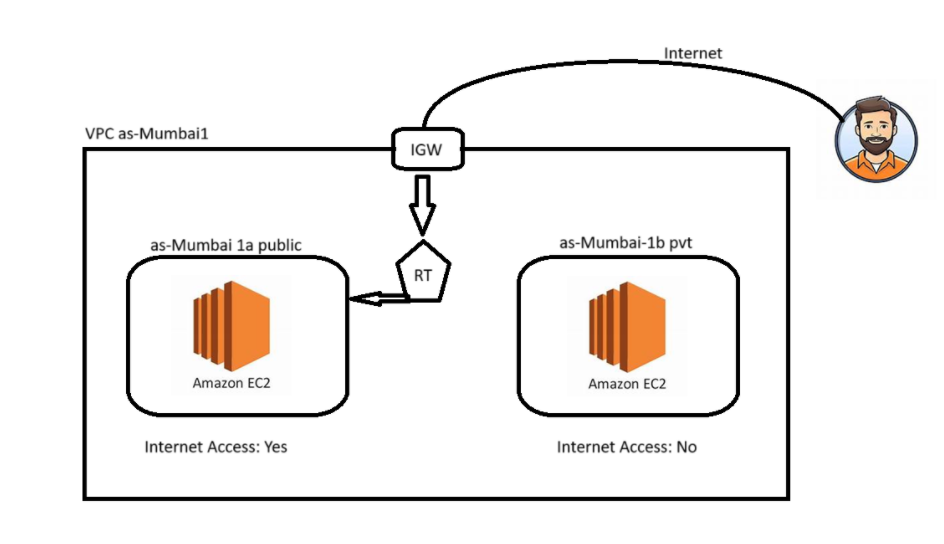 Internet
VPC as-Mumbai1
IGW
as-Mumbai 1a public
as-Mumbai-1b pvt
RT
Amazon EC2
Amazon EC2
Internet Access: Yes
Internet Access: No